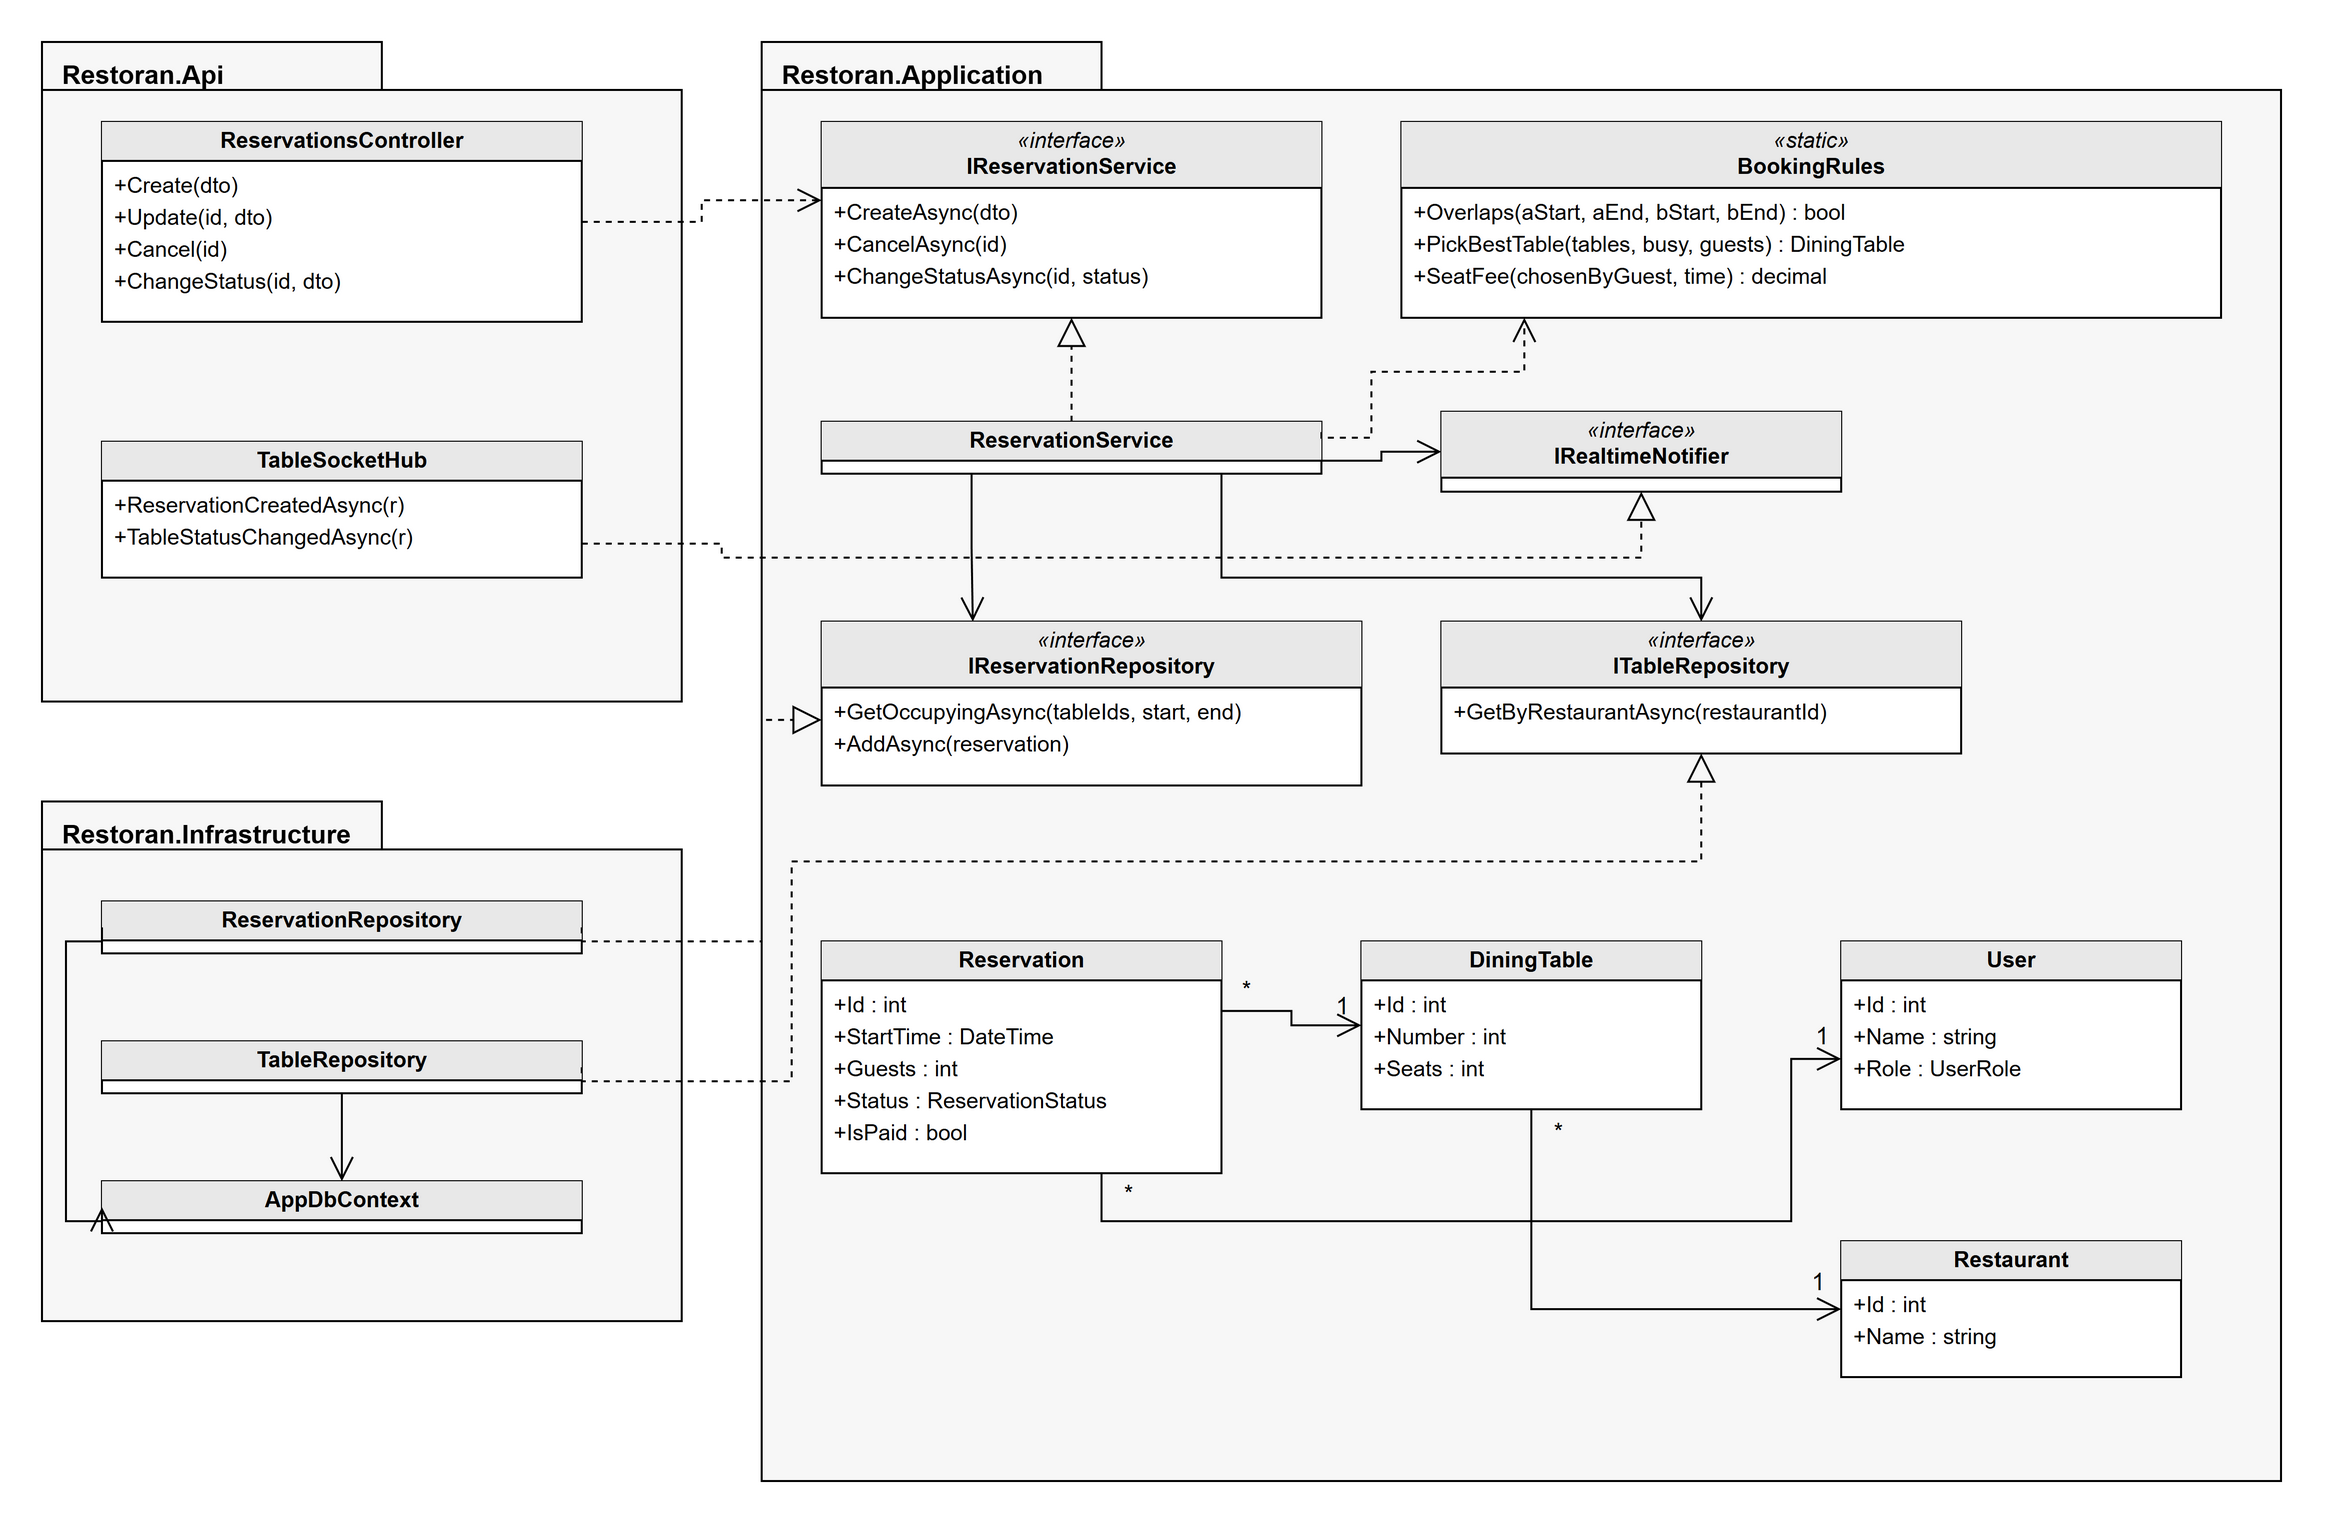 Restoran.Api
ReservationsController
+Create(dto)
+Update(id, dto)
+Cancel(id)
+ChangeStatus(id, dto)
TableSocketHub
+ReservationCreatedAsync(r)
+TableStatusChangedAsync(r)
Restoran.Infrastructure
ReservationRepository
TableRepository
AppDbContext
Restoran.Application
«interface»
IReservationService
+CreateAsync(dto)
+CancelAsync(id)
+ChangeStatusAsync(id, status)
«static»
BookingRules
+Overlaps(aStart, aEnd, bStart, bEnd) : bool
+PickBestTable(tables, busy, guests) : DiningTable
+SeatFee(chosenByGuest, time) : decimal
ReservationService
«interface»
IRealtimeNotifier
«interface»
IReservationRepository
+GetOccupyingAsync(tableIds, start, end)
+AddAsync(reservation)
«interface»
ITableRepository
+GetByRestaurantAsync(restaurantId)
Reservation
+Id : int
+StartTime : DateTime
+Guests : int
+Status : ReservationStatus
+IsPaid : bool
*
1
DiningTable
+Id : int
+Number : int
+Seats : int
*
1
User
+Id : int
+Name : string
+Role : UserRole
*
1
Restaurant
+Id : int
+Name : string